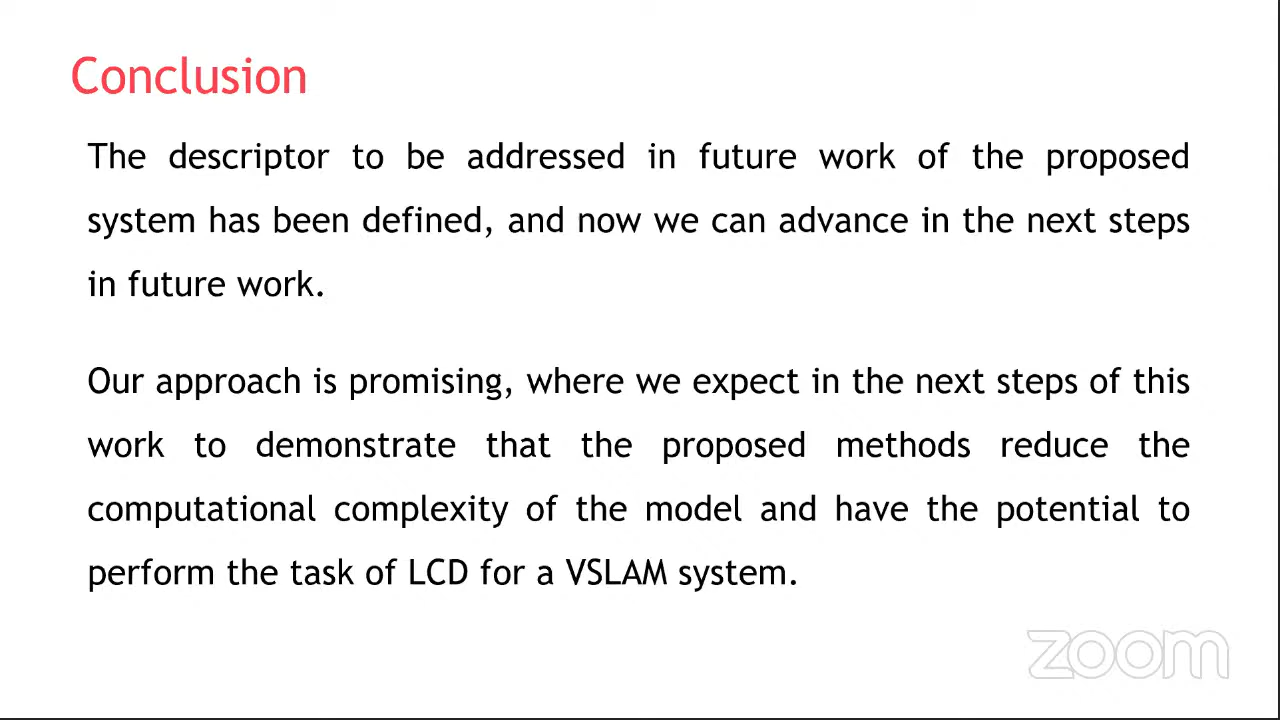 Conclusion
The descriptor to be addressed in future work of the proposed
system has been defined, and now we can advance in the next steps
in future work.
Our approach is promising, where we expect in the next steps of this
work to demonstrate that the proposed methods reduce the
computational complexity of the model and have the potential to
perform the task of LCD for a VSLAM system.
zoom